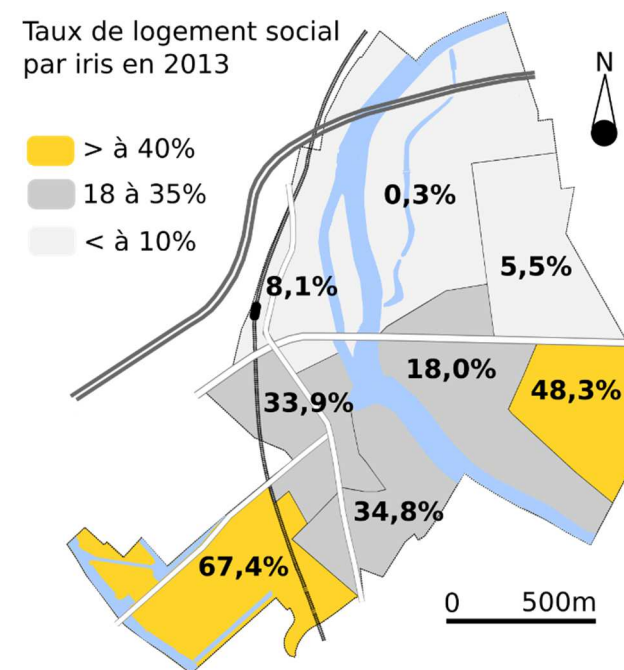 Taux de logement social
par iris en 2013
> à 40%
18 à 35%
< à 10%
N
0,3%
5,5%
8,1%
18,0%
48,3%
33,9%
34,8%
67,4%
0 500m